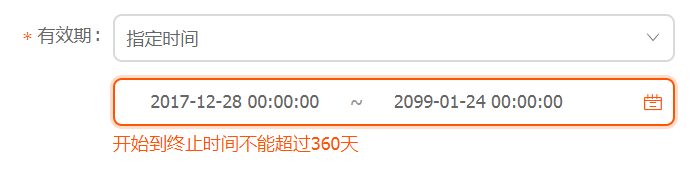 * 有效期 : 指定时间
2017-12-28 00:00:00 ~ 2099-01-24 00:00:00
开始到终止时间不能超过360天